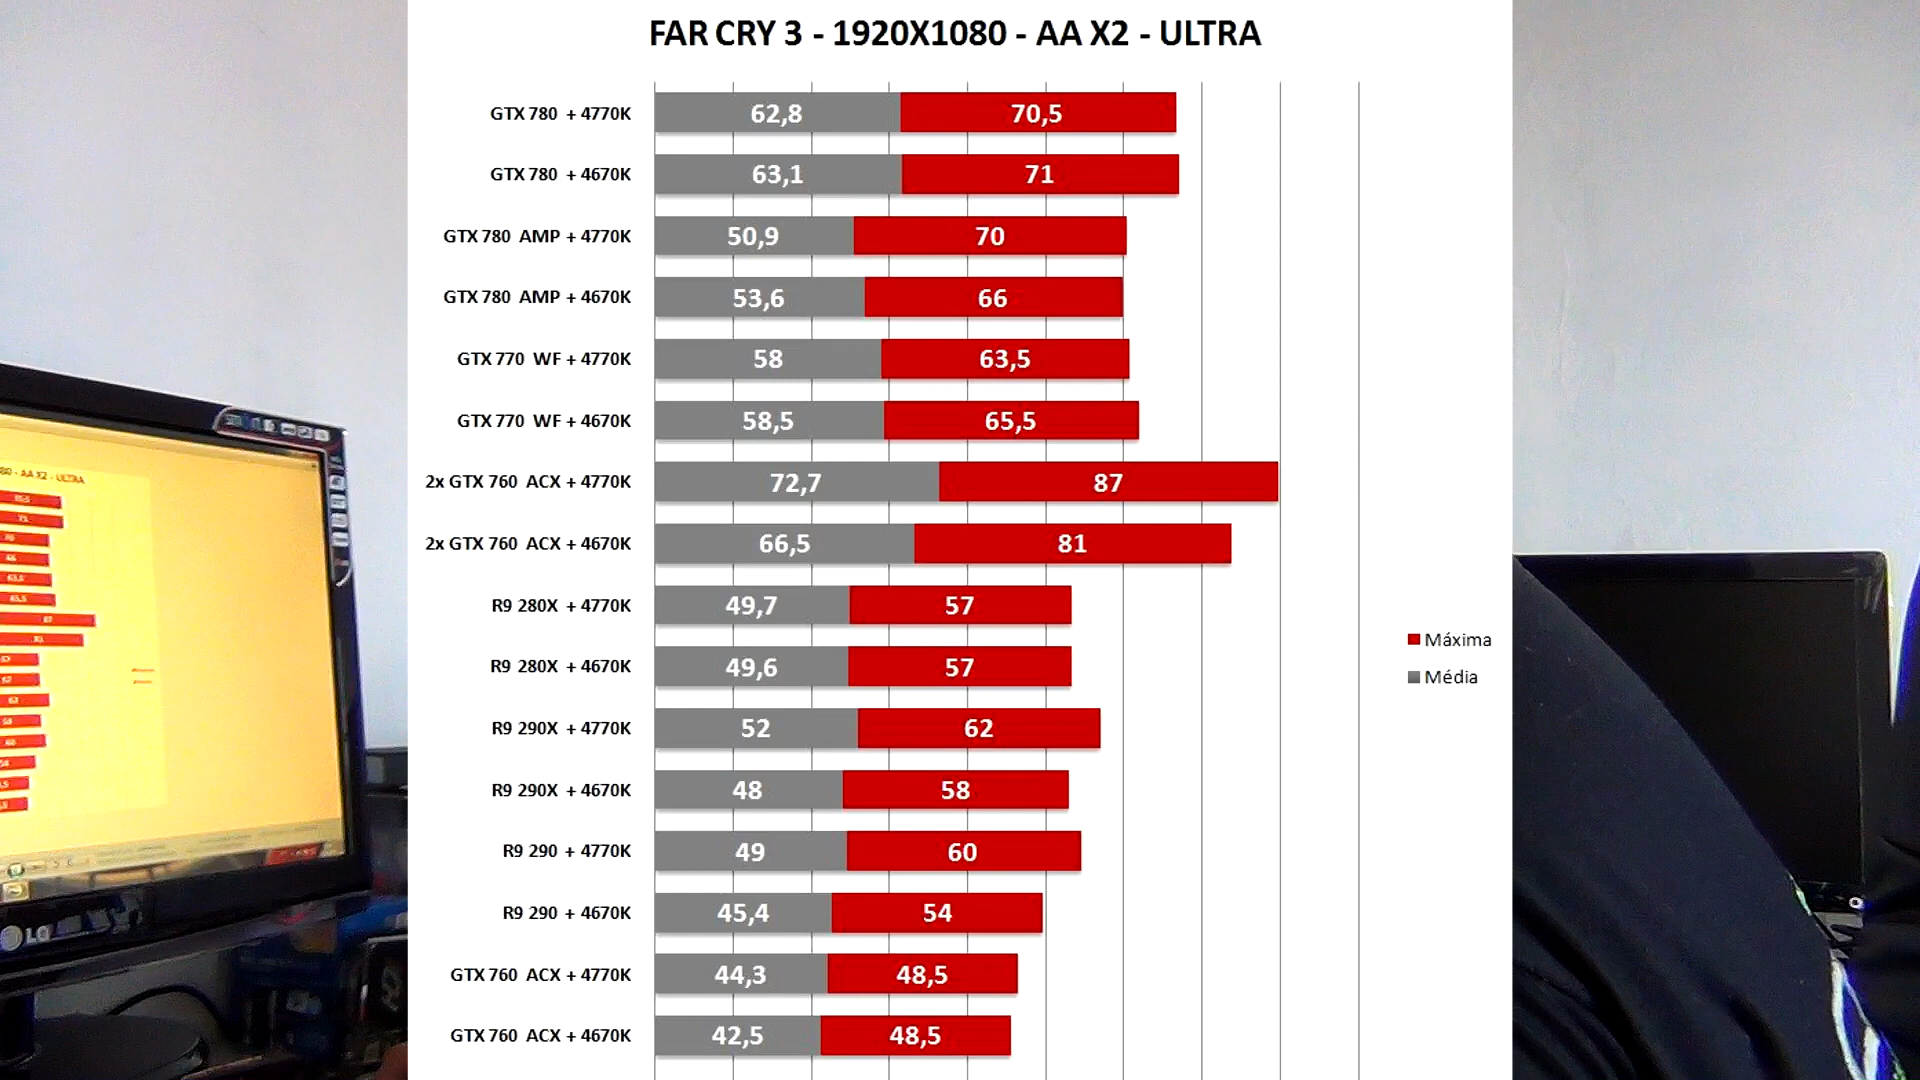 FAR CRY 3 - 1920X1080 - AA X2 - ULTRA
GTX 780 + 4770K 62,8 70,5
GTX 780 + 4670K 63,1 71
GTX 780 AMP + 4770K 50,9 70
GTX 780 AMP + 4670K 53,6 66
GTX 770 WF + 4770K 58 63,5
GTX 770 WF + 4670K 58,5 65,5
2x GTX 760 ACX + 4770K 72,7 87
2x GTX 760 ACX + 4670K 66,5 81
R9 280X + 4770K 49,7 57
R9 280X + 4670K 49,6 57
R9 290X + 4770K 52 62
R9 290X + 4670K 48 58
R9 290 + 4770K 49 60
R9 290 + 4670K 45,4 54
GTX 760 ACX + 4770K 44,3 48,5
GTX 760 ACX + 4670K 42,5 48,5
Máxima
Média
80 - AA X2 - ULTRA
LG